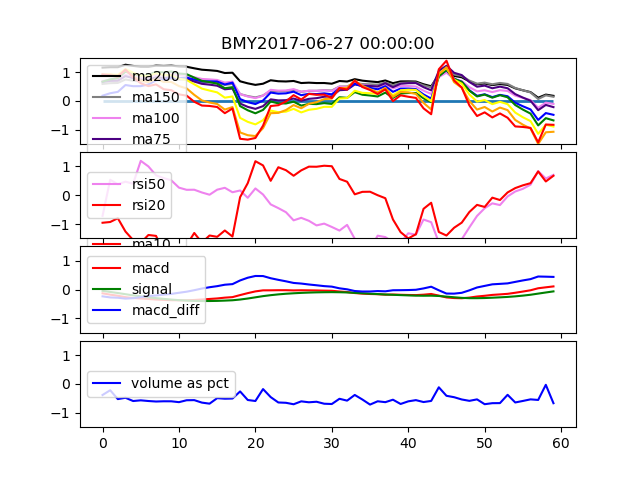 BMY2017-06-27 00:00:00
1
0
−1
ma200
ma150
ma100
ma75
1
0
−1
rsi50
rsi20
ma10
1
0
−1
macd
signal
macd_diff
1
0
−1
volume as pct
0 10 20 30 40 50 60